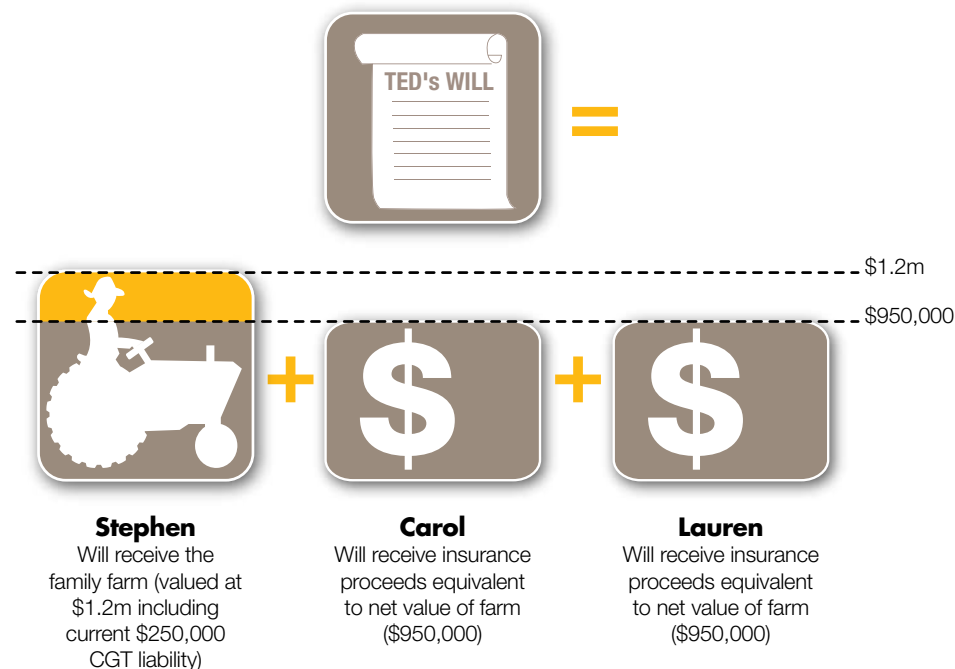 TED's WILL
=
$1.2m
$950,000
+
$
+
$
Stephen
Will receive the
family farm (valued at
$1.2m including
current $250,000
CGT liability)
Carol
Will receive insurance
proceeds equivalent
to net value of farm
($950,000)
Lauren
Will receive insurance
proceeds equivalent
to net value of farm
($950,000)